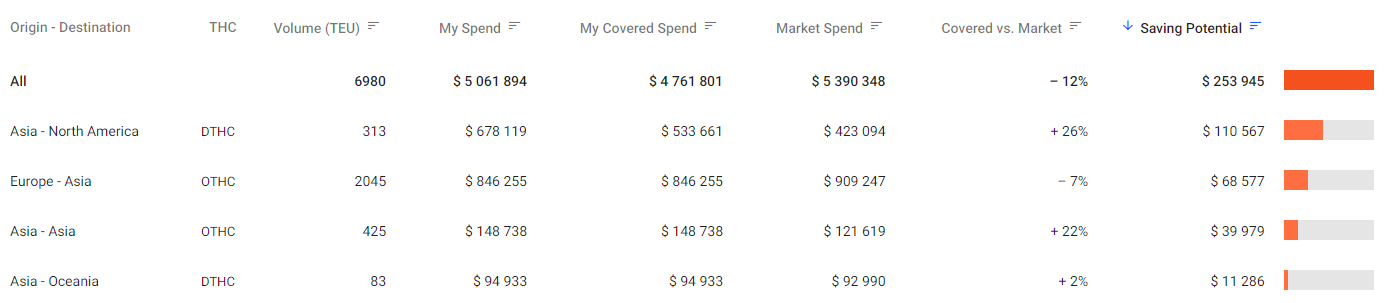 Origin - Destination THC Volume (TEU) My Spend My Covered Spend Market Spend Covered vs. Market Saving Potential
All 6980 $ 5 061 894 $ 4 761 801 $ 5 390 348 – 12% $ 253 945
Asia - North America DTHC 313 $ 678 119 $ 533 661 $ 423 094 + 26% $ 110 567
Europe - Asia OTHC 2045 $ 846 255 $ 846 255 $ 909 247 – 7% $ 68 577
Asia - Asia OTHC 425 $ 148 738 $ 148 738 $ 121 619 + 22% $ 39 979
Asia - Oceania DTHC 83 $ 94 933 $ 94 933 $ 92 990 + 2% $ 11 286